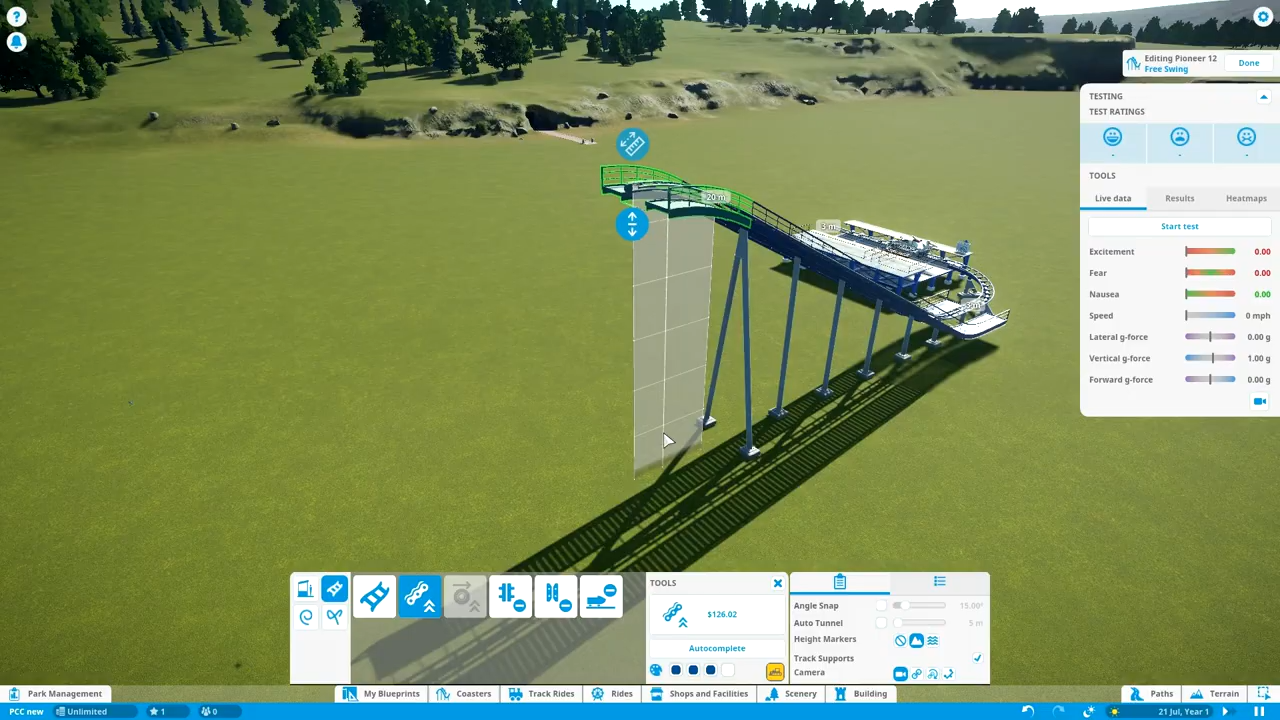 Editing Pioneer 12
Free Swing
Done
TESTING
TEST RATINGS
-
-
-
TOOLS
Live data
Results
Heatmaps
Start test
Excitement 0.00
Fear 0.00
Nausea 0.00
Speed 0 mph
Lateral g-force 0.00 g
Vertical g-force 1.00 g
Forward g-force 0.00 g
20 m
3 m
3 m
TOOLS
$126.02
Autocomplete
Angle Snap 15.00°
Auto Tunnel 5 m
Height Markers
Track Supports
Camera
Park Management
My Blueprints
Coasters
Track Rides
Rides
Shops and Facilities
Scenery
Building
Paths
Terrain
PCC new
Unlimited
1
0
21 Jul, Year 1